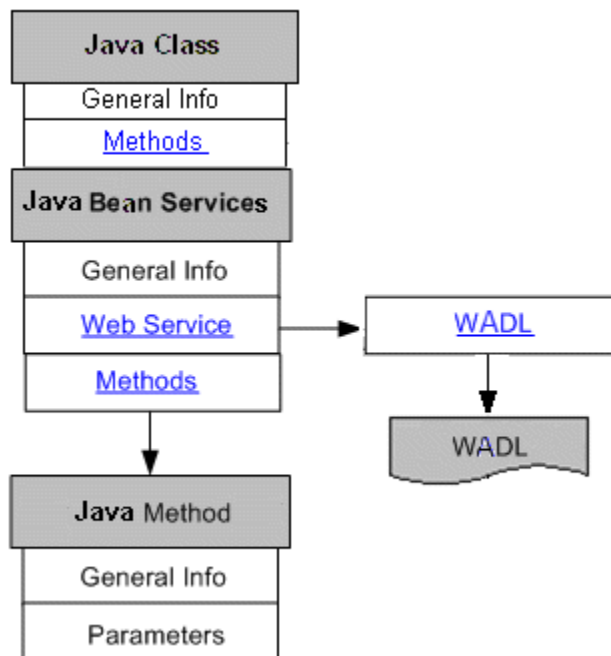 Java Class
General Info
Methods
Java Bean Services
General Info
Web Service
WADL
Methods
WADL
Java Method
General Info
Parameters